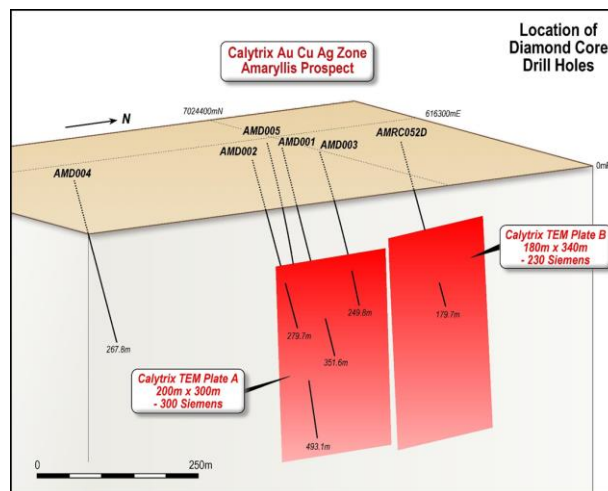 Location of
Diamond Core
Drill Holes
Calytrix Au Cu Ag Zone
Amaryllis Prospect
7024400mN
616300mE
N
AMD005
AMD001
AMD002
AMD003
AMRC052D
AMD004
0mR
Calytrix TEM Plate B
180m x 340m
- 230 Siemens
249.8m
179.7m
279.7m
267.8m
351.6m
Calytrix TEM Plate A
200m x 300m
- 300 Siemens
493.1m
0
250m